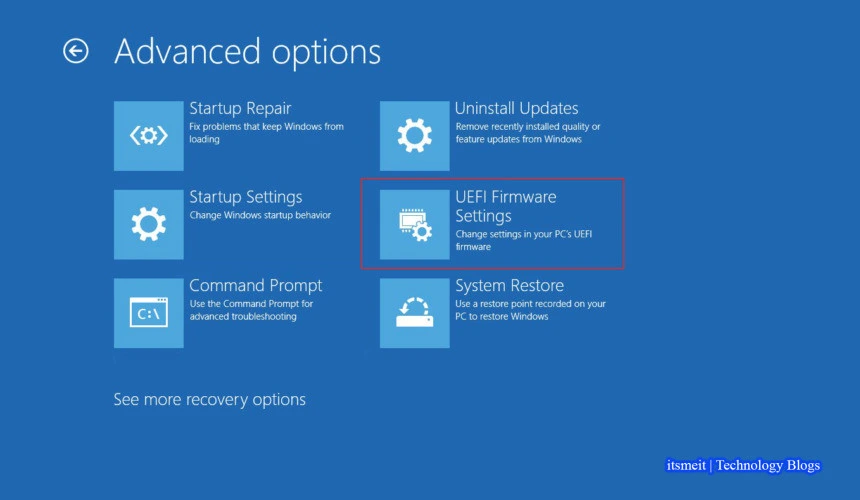 Advanced options
Startup Repair
Fix problems that keep Windows from
loading
Uninstall Updates
Remove recently installed quality or
feature updates from Windows
Startup Settings
Change Windows startup behavior
UEFI Firmware
Settings
Change settings in your PC's UEFI
firmware
Command Prompt
Use the Command Prompt for
advanced troubleshooting
C:\
System Restore
Use a restore point recorded on your
PC to restore Windows
See more recovery options
itsmeit | Technology Blogs